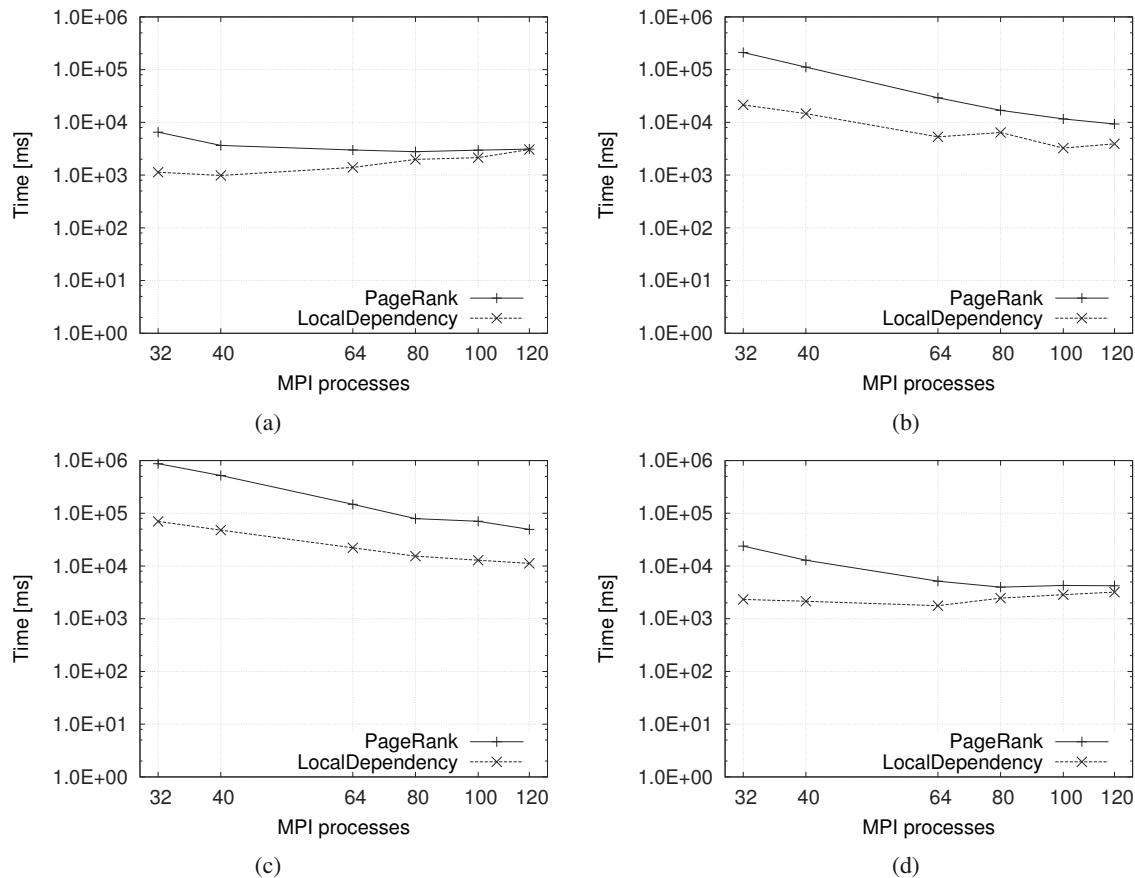 1.0E+06
1.0E+05
1.0E+04
1.0E+03
1.0E+02
1.0E+01
1.0E+00
Time [ms]
PageRank
LocalDependency
32 40 64 80 100 120
MPI processes
(a)
1.0E+06
1.0E+05
1.0E+04
1.0E+03
1.0E+02
1.0E+01
1.0E+00
Time [ms]
PageRank
LocalDependency
32 40 64 80 100 120
MPI processes
(b)
1.0E+06
1.0E+05
1.0E+04
1.0E+03
1.0E+02
1.0E+01
1.0E+00
Time [ms]
PageRank
LocalDependency
32 40 64 80 100 120
MPI processes
(c)
1.0E+06
1.0E+05
1.0E+04
1.0E+03
1.0E+02
1.0E+01
1.0E+00
Time [ms]
PageRank
LocalDependency
32 40 64 80 100 120
MPI processes
(d)